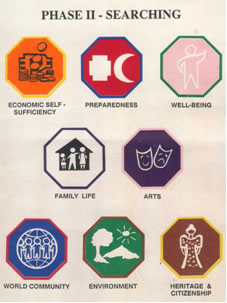 PHASE II - SEARCHING
ECONOMIC SELF-
SUFFICIENCY
PREPAREDNESS
WELL-BEING
FAMILY LIFE
ARTS
WORLD COMMUNITY
ENVIRONMENT
HERITAGE &
CITIZENSHIP